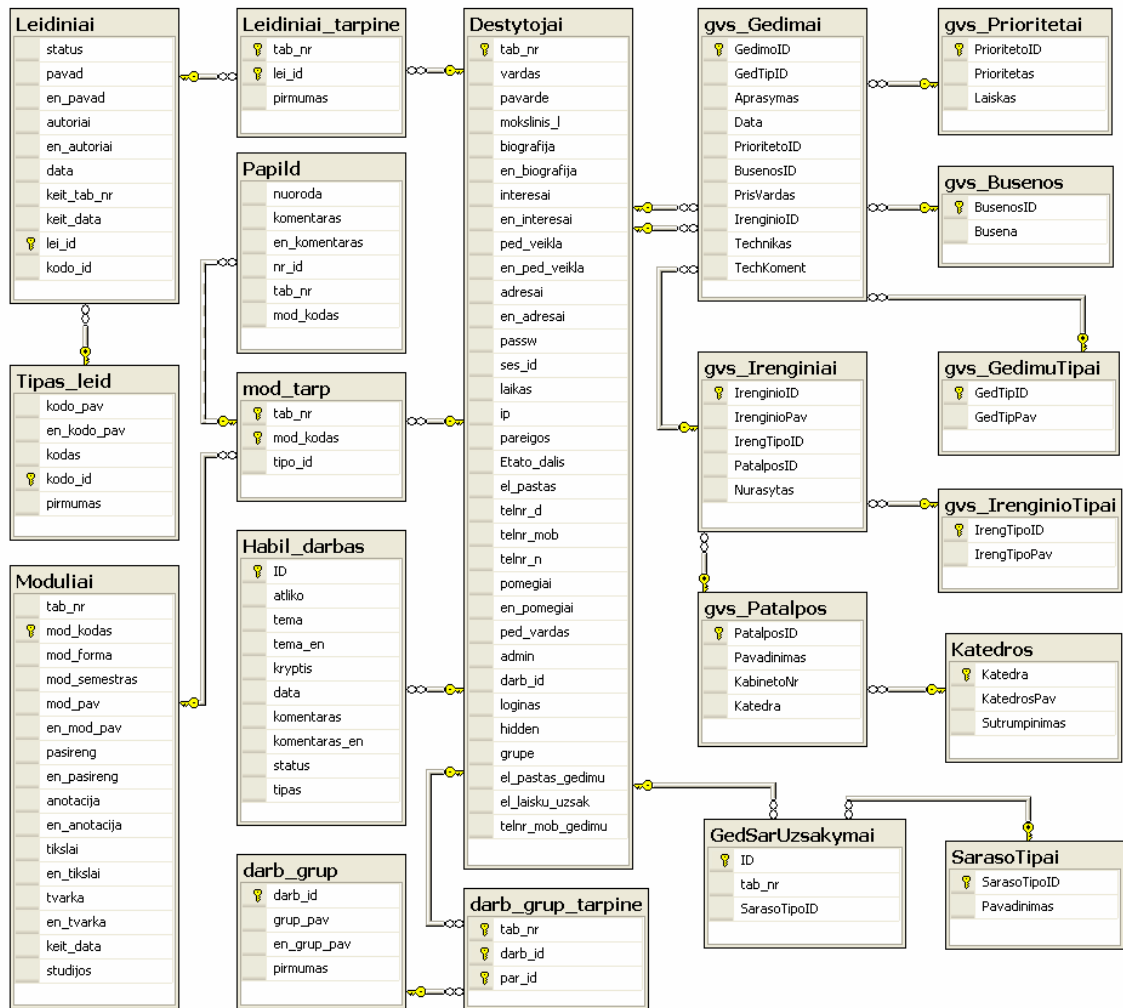 Leidiniai
status
pavad
en_pavad
autoriai
en_autoriai
data
keit_tab_nr
keit_data
lei_id
kodo_id
Tipas_leid
kodo_pav
en_kodo_pav
kodas
kodo_id
pirmumas
Moduliai
tab_nr
mod_kodas
mod_forma
mod_semestras
mod_pav
en_mod_pav
pasireng
en_pasireng
anotacija
en_anotacija
tikslai
en_tikslai
tvarka
en_tvarka
keit_data
studijos
Leidiniai_tarpine
tab_nr
lei_id
pirmumas
Papild
nuoroda
komentaras
en_komentaras
nr_id
tab_nr
mod_kodas
mod_tarp
tab_nr
mod_kodas
tipo_id
Habil_darbas
ID
atliko
tema
tema_en
kryptis
data
komentaras
komentaras_en
status
tipas
darb_grup
darb_id
grup_pav
en_grup_pav
pirmumas
Destytojai
tab_nr
vardas
pavarde
mokslinis_l
biografija
en_biografija
interesai
en_interesai
ped_veikla
en_ped_veikla
adresai
en_adresai
passw
ses_id
laikas
ip
pareigos
Etato_dalis
el_pastas
telnr_d
telnr_mob
telnr_n
pomegiai
en_pomegiai
ped_vardas
admin
darb_id
loginas
hidden
grupe
el_pastas_gedimu
el_laisku_uzsak
telnr_mob_gedimu
darb_grup_tarpine
tab_nr
darb_id
par_id
gvs_Gedimai
GedimoID
GedTipID
Aprasymas
Data
PrioritetoID
BusenosID
PrisVardas
IrenginioID
Technikas
TechKoment
gvs_Irenginiai
IrenginioID
IrenginioPav
IrengTipoID
PatalposID
Nurasytas
gvs_Patalpos
PatalposID
Pavadinimas
KabinetoNr
Katedra
GedSarUzsakymai
ID
tab_nr
SarasoTipoID
gvs_Prioritetai
PrioritetoID
Prioritetas
Laiskas
gvs_Busenos
BusenosID
Busena
gvs_GedimuTipai
GedTipID
GedTipPav
gvs_IrenginioTipai
IrengTipoID
IrengTipoPav
Katedros
Katedra
KatedrosPav
Sutrumpinimas
SarasoTipai
SarasoTipoID
Pavadinimas